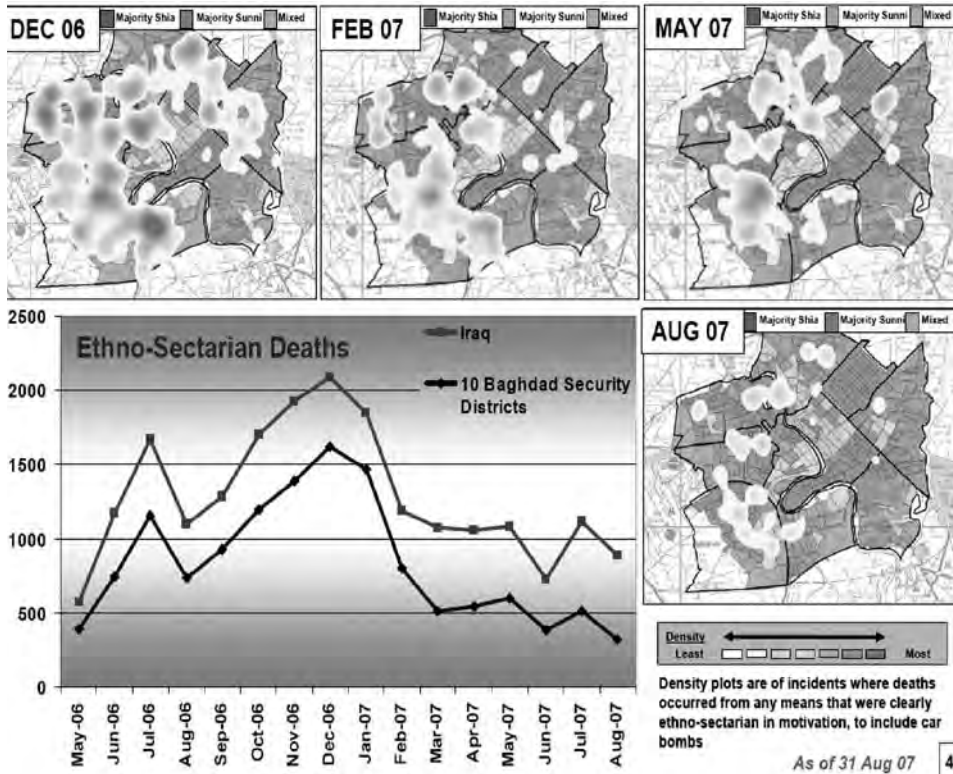 Majority Shia Majority Sunni Mixed
DEC 06
Majority Shia Majority Sunni Mixed
FEB 07
Majority Shia Majority Sunni Mixed
MAY 07
Ethno-Sectarian Deaths
Iraq
10 Baghdad Security
Districts
2500
2000
1500
1000
500
0
May-06
Jun-06
Jul-06
Aug-06
Sep-06
Oct-06
Nov-06
Dec-06
Jan-07
Feb-07
Mar-07
Apr-07
May-07
Jun-07
Jul-07
Aug-07
Majority Shia Majority Sunni Mixed
AUG 07
Density
Least Most
Density plots are of incidents where deaths
occurred from any means that were clearly
ethno-sectarian in motivation, to include car
bombs
As of 31 Aug 07 4